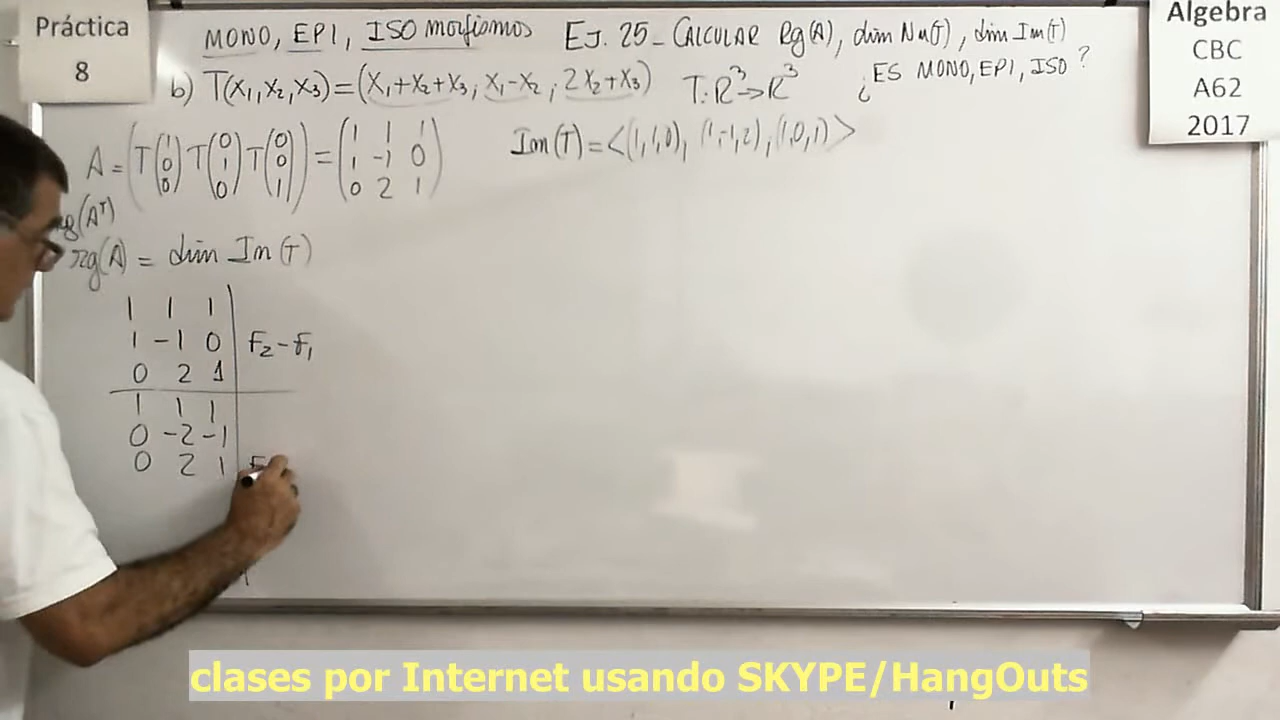 Práctica
8
MONO, EPI, ISO morfismos EJ. 25 - CALCULAR Rg(A), dim Nu(T), dim Im(T)
¿ES MONO, EPI, ISO?
b) T(x₁,x₂,x₃)=(x₁+x₂+x₃, x₁-x₂, 2x₂+x₃) T: R³→R³
Algebra
CBC
A62
2017
A = (T(1 0 0) T(0 1 0) T(0 0 1)) = (1 1 1
1 -1 0
0 2 1)
Im(T) = <(1,1,0), (1,-1,2), (1,0,1)>
rg(Aᵀ)
rg(A) = dim Im(T)
1 1 1
1 -1 0 F₂-F₁
0 2 1
1 1 1
0 -2 -1
0 2 1 F
clases por Internet usando SKYPE/HangOuts